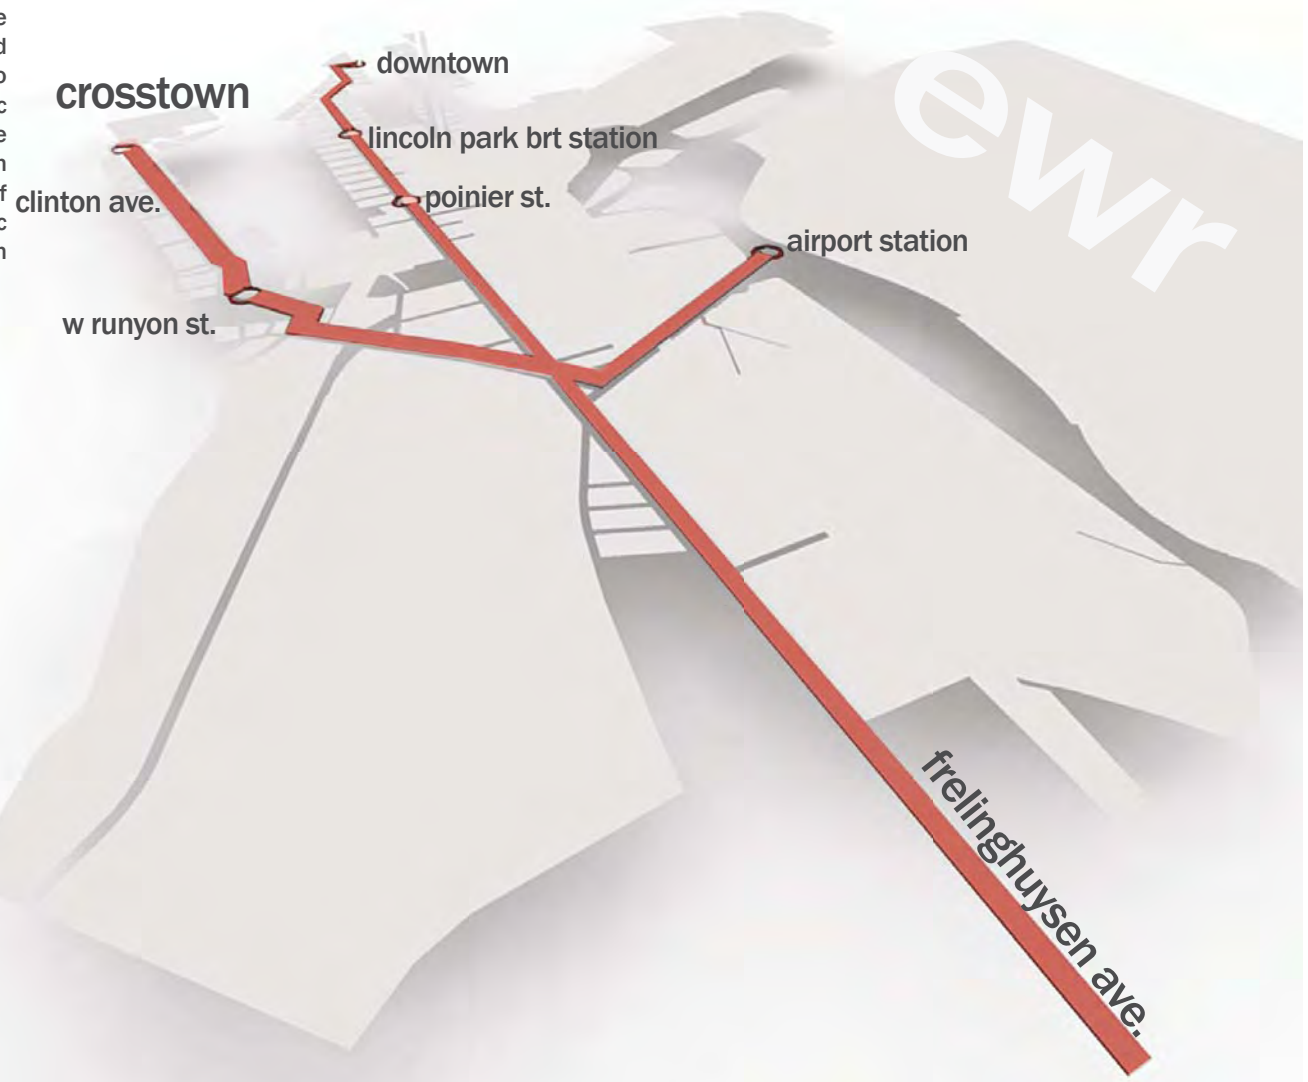 e
d
o
c
e
n
f
c
n
crosstown
downtown
lincoln park brt station
clinton ave.
poinier st.
airport station
w runyon st.
ewr
frelinghuysen ave.